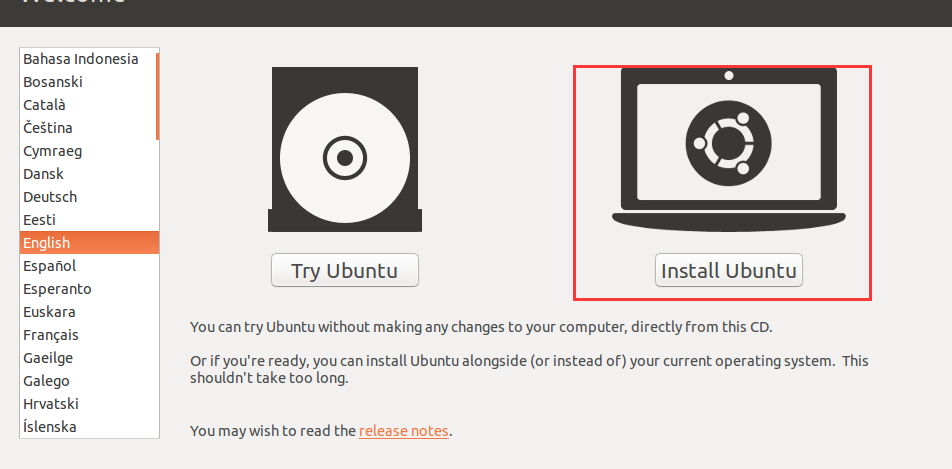 Welcome
Bahasa Indonesia
Bosanski
Català
Čeština
Cymraeg
Dansk
Deutsch
Eesti
English
Español
Esperanto
Euskara
Français
Gaeilge
Galego
Hrvatski
Íslenska
Try Ubuntu
Install Ubuntu
You can try Ubuntu without making any changes to your computer, directly from this CD.
Or if you're ready, you can install Ubuntu alongside (or instead of) your current operating system. This
shouldn't take too long.
You may wish to read the release notes.